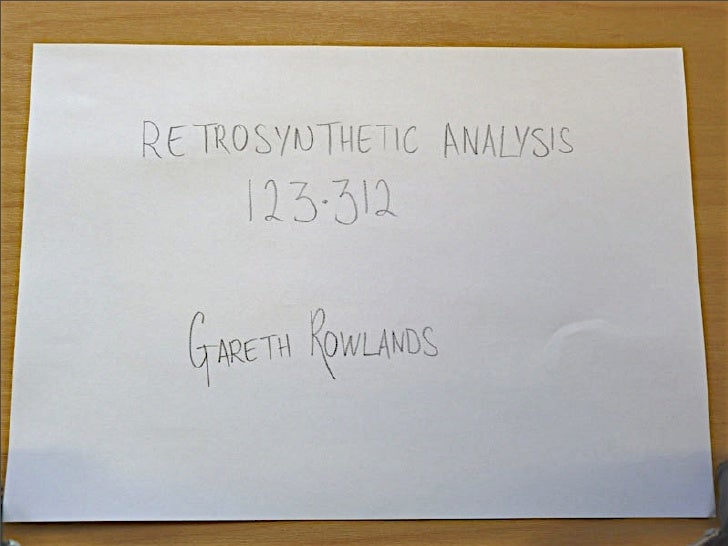 RETROSYNTHETIC ANALYSIS
123.312
GARETH ROWLANDS